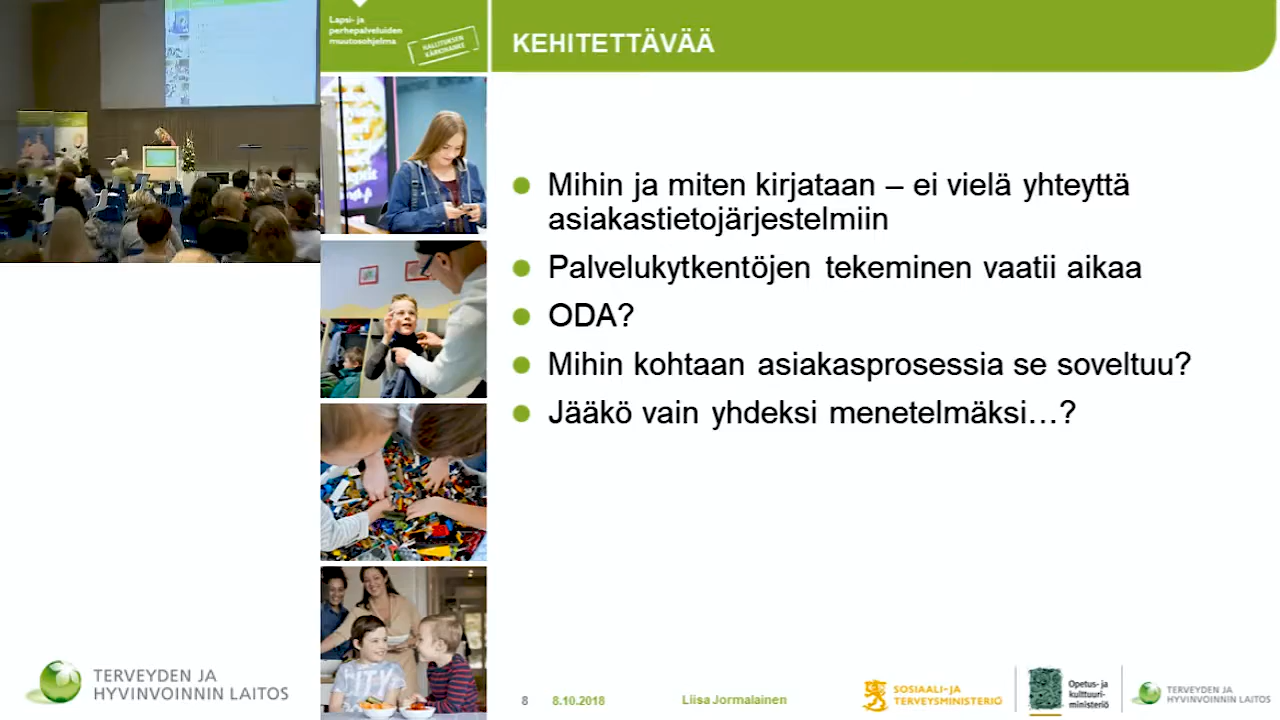 Lapsi- ja
perhepalveluiden
muutosohjelma
HALLITUKSEN
KÄRKIHANKE
KEHITETTÄVÄÄ
Mihin ja miten kirjataan – ei vielä yhteyttä
asiakastietojärjestelmiin
Palvelukytkentöjen tekeminen vaatii aikaa
ODA?
Mihin kohtaan asiakasprosessia se soveltuu?
Jääkö vain yhdeksi menetelmäksi…?
TERVEYDEN JA
HYVINVOINNIN LAITOS
8
8.10.2018
Liisa Jormalainen
SOSIAALI- JA
TERVEYSMINISTERIÖ
Opetus- ja
kulttuuri-
ministeriö
TERVEYDEN JA
HYVINVOINNIN LAITOS